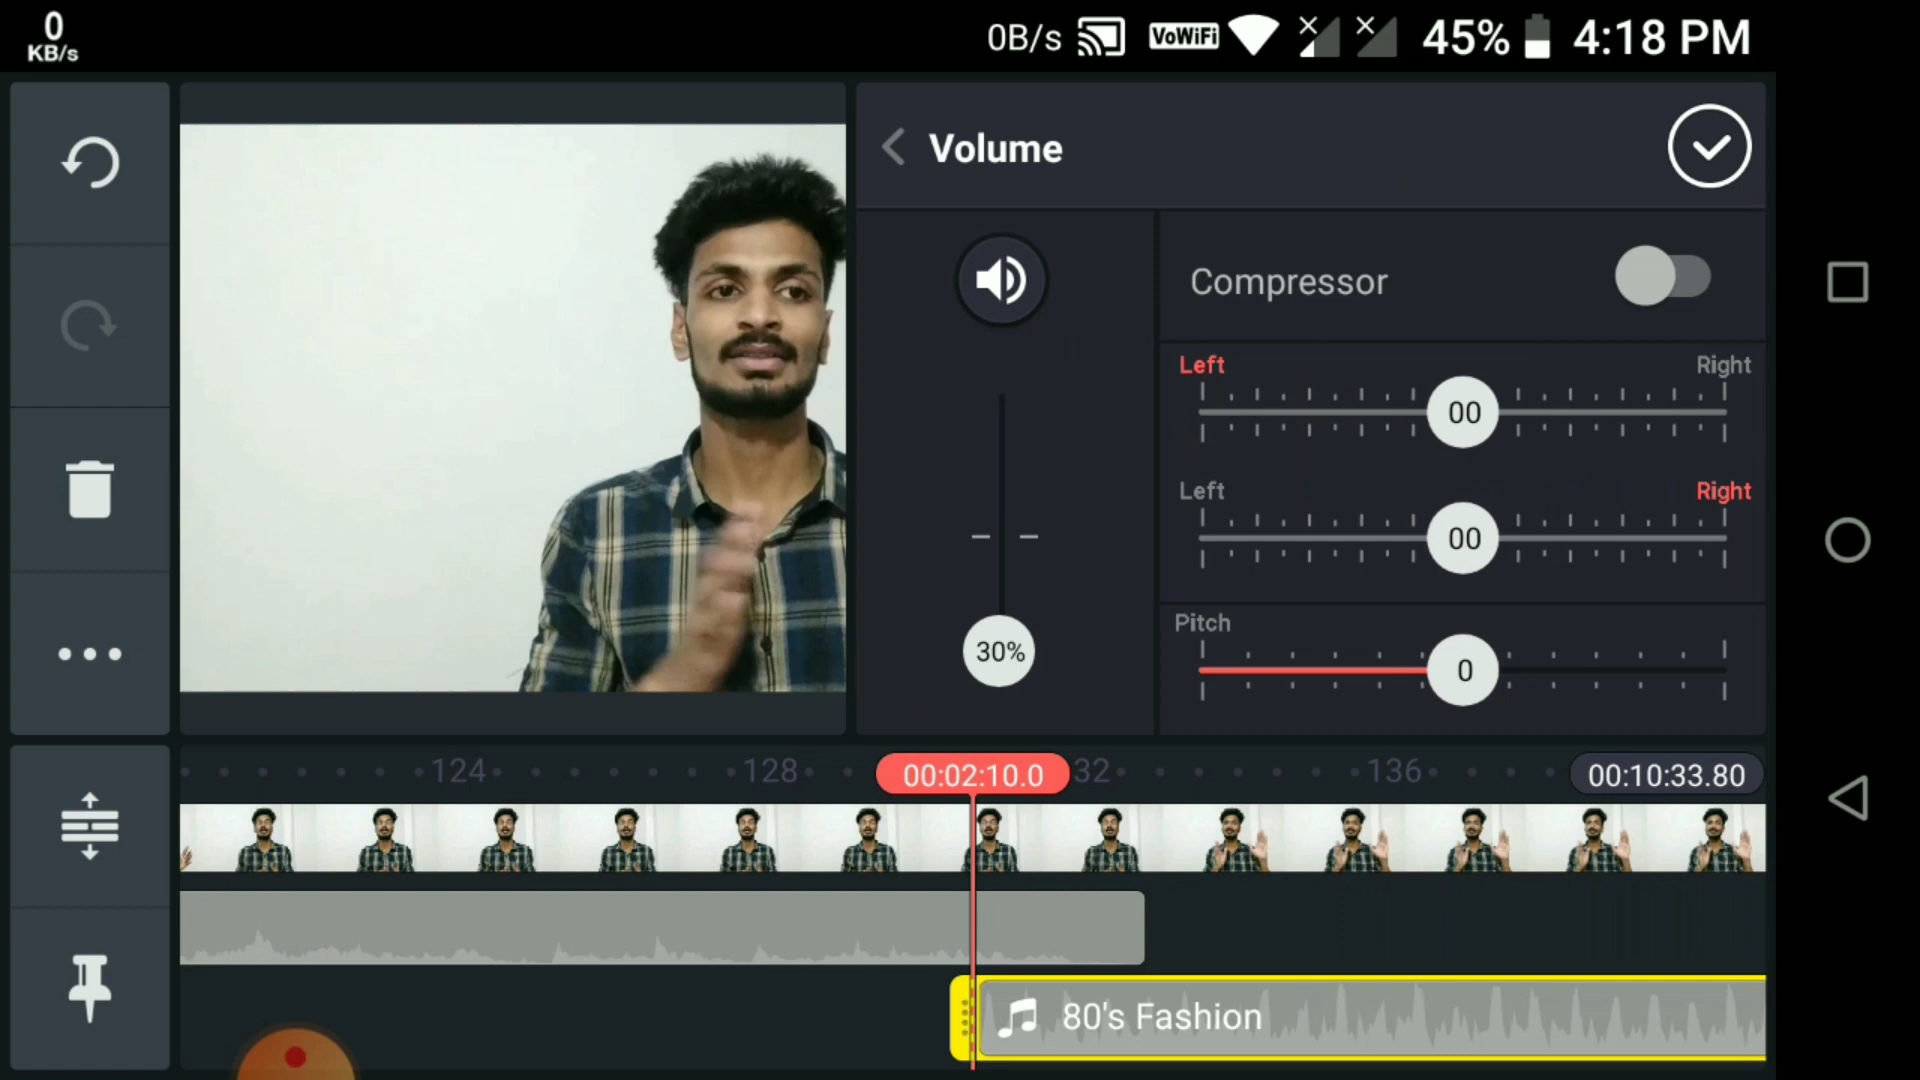 0
KB/s
0B/s VoWiFi 45% 4:18 PM
Volume
Compressor
Left Right
00
Left Right
00
30%
Pitch
0
124 128 00:02:10.0 32 136 00:10:33.80
80's Fashion